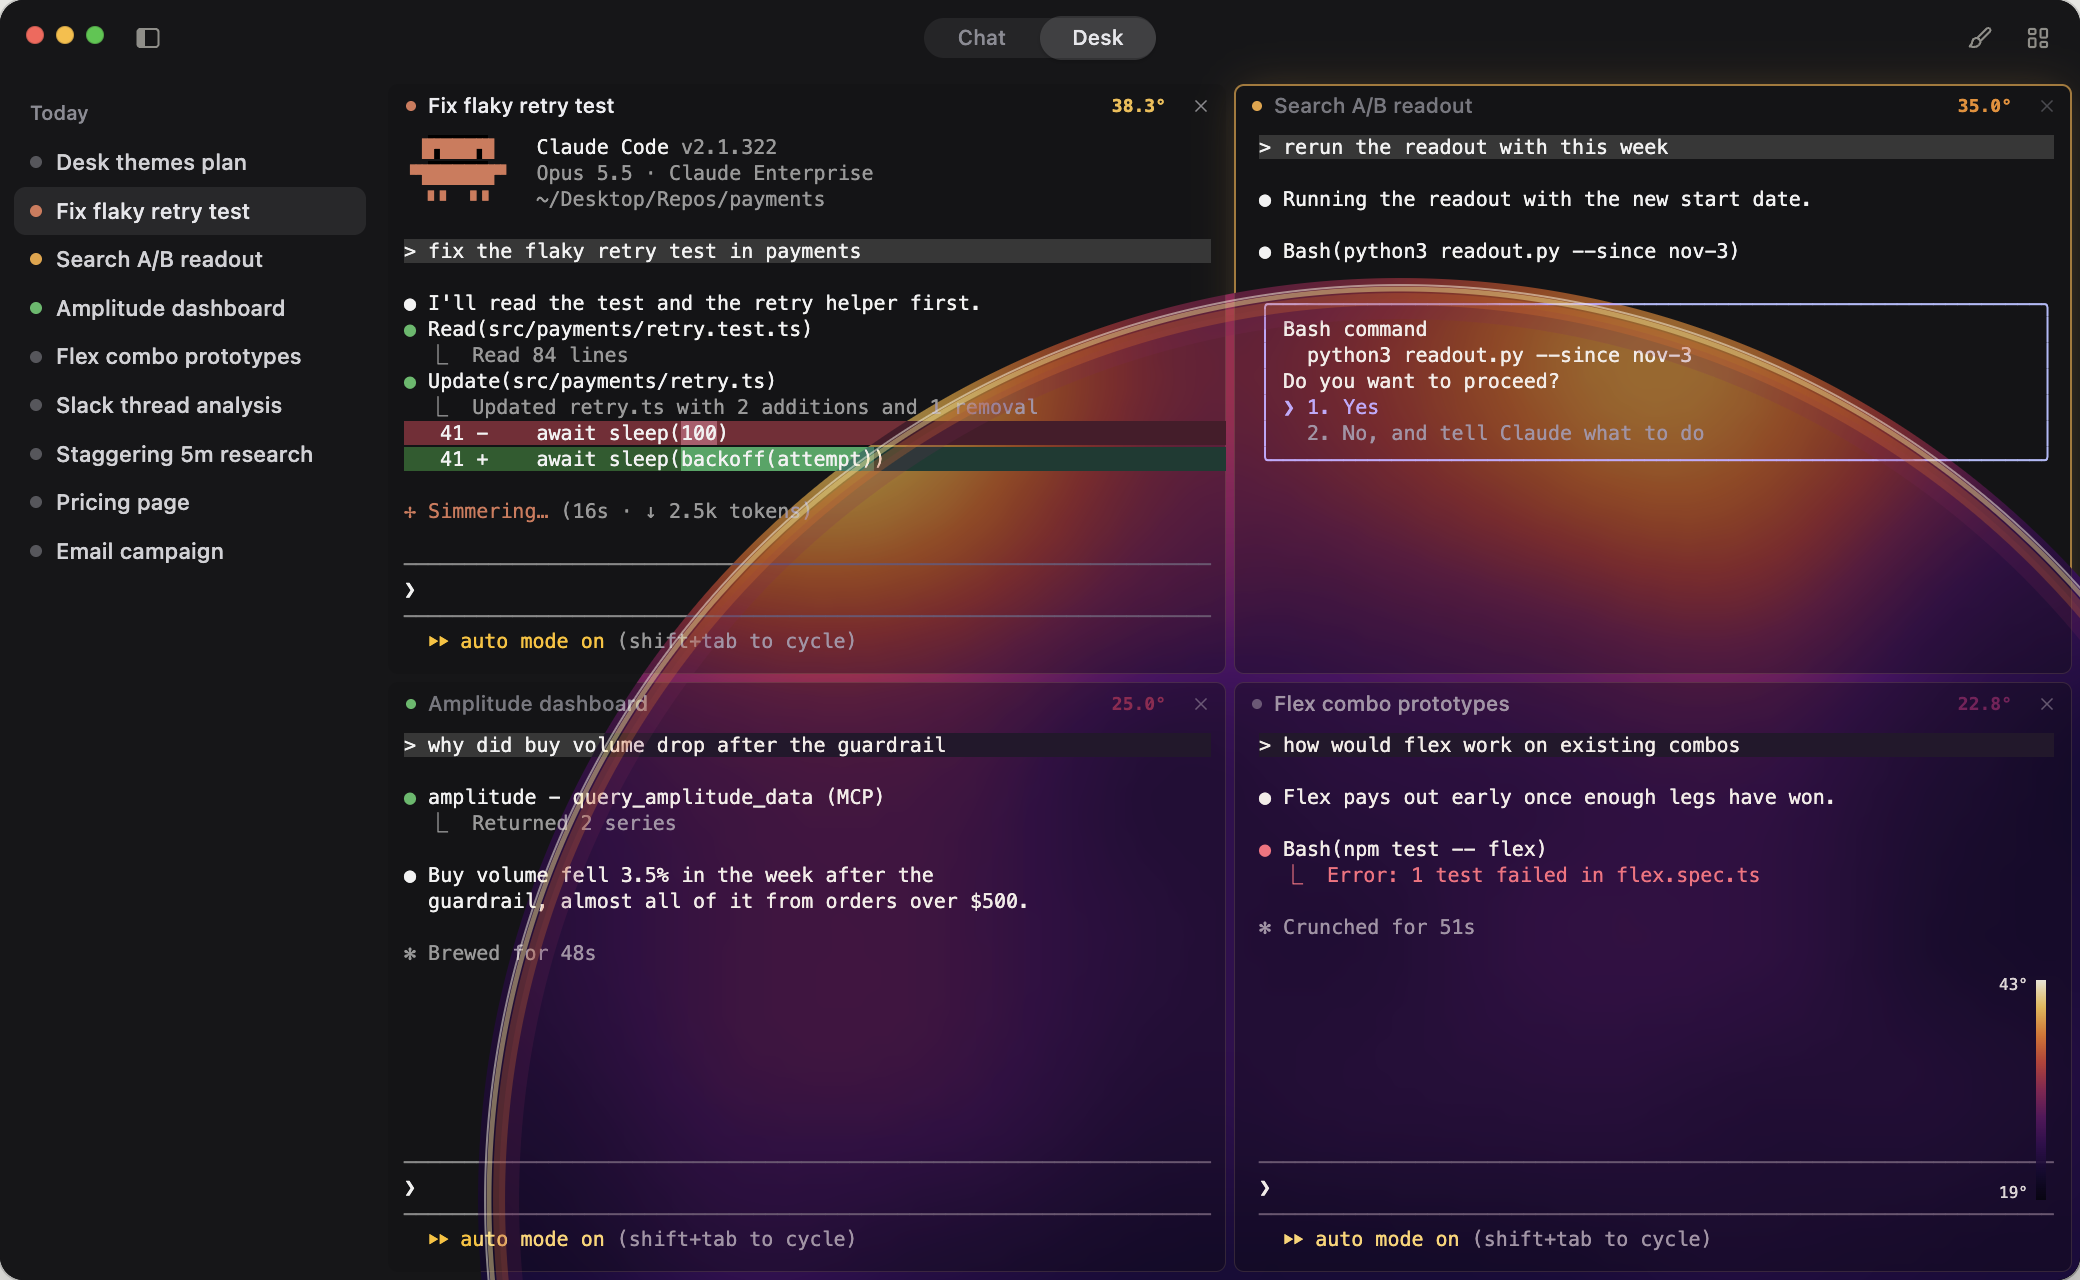 Chat
Desk
Today
Desk themes plan
Fix flaky retry test
Search A/B readout
Amplitude dashboard
Flex combo prototypes
Slack thread analysis
Staggering 5m research
Pricing page
Email campaign
Fix flaky retry test
38.3°
Claude Code v2.1.322
Opus 5.5 · Claude Enterprise
~/Desktop/Repos/payments
> fix the flaky retry test in payments
● I'll read the test and the retry helper first.
● Read(src/payments/retry.test.ts)
⎿ Read 84 lines
● Update(src/payments/retry.ts)
⎿ Updated retry.ts with 2 additions and 1 removal
41 - await sleep(100)
41 + await sleep(backoff(attempt))
✢ Simmering… (16s · ↓ 2.5k tokens)
❯
⏵⏵ auto mode on (shift+tab to cycle)
Search A/B readout
35.0°
> rerun the readout with this week
● Running the readout with the new start date.
● Bash(python3 readout.py --since nov-3)
Bash command
python3 readout.py --since nov-3
Do you want to proceed?
❯ 1. Yes
2. No, and tell Claude what to do
Amplitude dashboard
25.0°
> why did buy volume drop after the guardrail
● amplitude - query_amplitude_data (MCP)
⎿ Returned 2 series
● Buy volume fell 3.5% in the week after the
guardrail, almost all of it from orders over $500.
✻ Brewed for 48s
❯
⏵⏵ auto mode on (shift+tab to cycle)
Flex combo prototypes
22.8°
> how would flex work on existing combos
● Flex pays out early once enough legs have won.
● Bash(npm test -- flex)
⎿ Error: 1 test failed in flex.spec.ts
✻ Crunched for 51s
43°
19°
❯
⏵⏵ auto mode on (shift+tab to cycle)